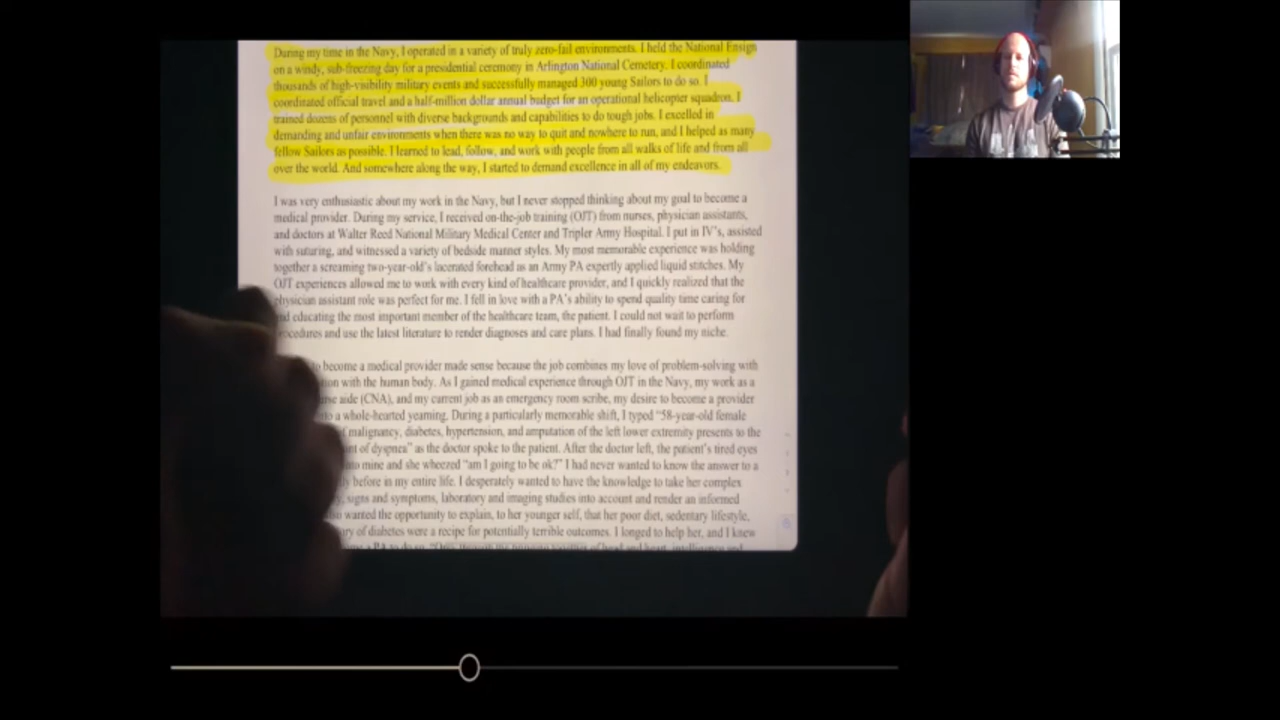 During my time in the Navy, I operated in a variety of truly zero-fail environments. I held the National Ensign
on a windy, sub-freezing day for a presidential ceremony in Arlington National Cemetery. I coordinated
thousands of high-visibility military events and successfully managed 300 young Sailors to do so. I
coordinated official travel and a half-million dollar annual budget for an operational helicopter squadron. I
trained dozens of personnel with diverse backgrounds and capabilities to do tough jobs. I excelled in
demanding and unfair environments when there was no way to quit and nowhere to run, and I helped as many
fellow Sailors as possible. I learned to lead, follow, and work with people from all walks of life and from all
over the world. And somewhere along the way, I started to demand excellence in all of my endeavors.
I was very enthusiastic about my work in the Navy, but I never stopped thinking about my goal to become a
medical provider. During my service, I received on-the-job training (OJT) from nurses, physician assistants,
and doctors at Walter Reed National Military Medical Center and Tripler Army Hospital. I put in IV's, assisted
with suturing, and witnessed a variety of bedside manner styles. My most memorable experience was holding
together a screaming two-year-old's lacerated forehead as an Army PA expertly applied liquid stitches. My
OJT experiences allowed me to work with every kind of healthcare provider, and I quickly realized that the
physician assistant role was perfect for me. I fell in love with a PA's ability to spend quality time caring for
and educating the most important member of the healthcare team, the patient. I could not wait to perform
procedures and use the latest literature to render diagnoses and care plans. I had finally found my niche.
to become a medical provider made sense because the job combines my love of problem-solving with
with the human body. As I gained medical experience through OJT in the Navy, my work as a
aide (CNA), and my current job as an emergency room scribe, my desire to become a provider
a whole-hearted yearning. During a particularly memorable shift, I typed "58-year-old female
malignancy, diabetes, hypertension, and amputation of the left lower extremity presents to the
of dyspnea" as the doctor spoke to the patient. After the doctor left, the patient's tired eyes
mine and she wheezed "am I going to be ok?" I had never wanted to know the answer to a
before in my entire life. I desperately wanted to have the knowledge to take her complex
signs and symptoms, laboratory and imaging studies into account and render an informed
wanted the opportunity to explain, to her younger self, that her poor diet, sedentary lifestyle,
of diabetes were a recipe for potentially terrible outcomes. I longed to help her, and I knew